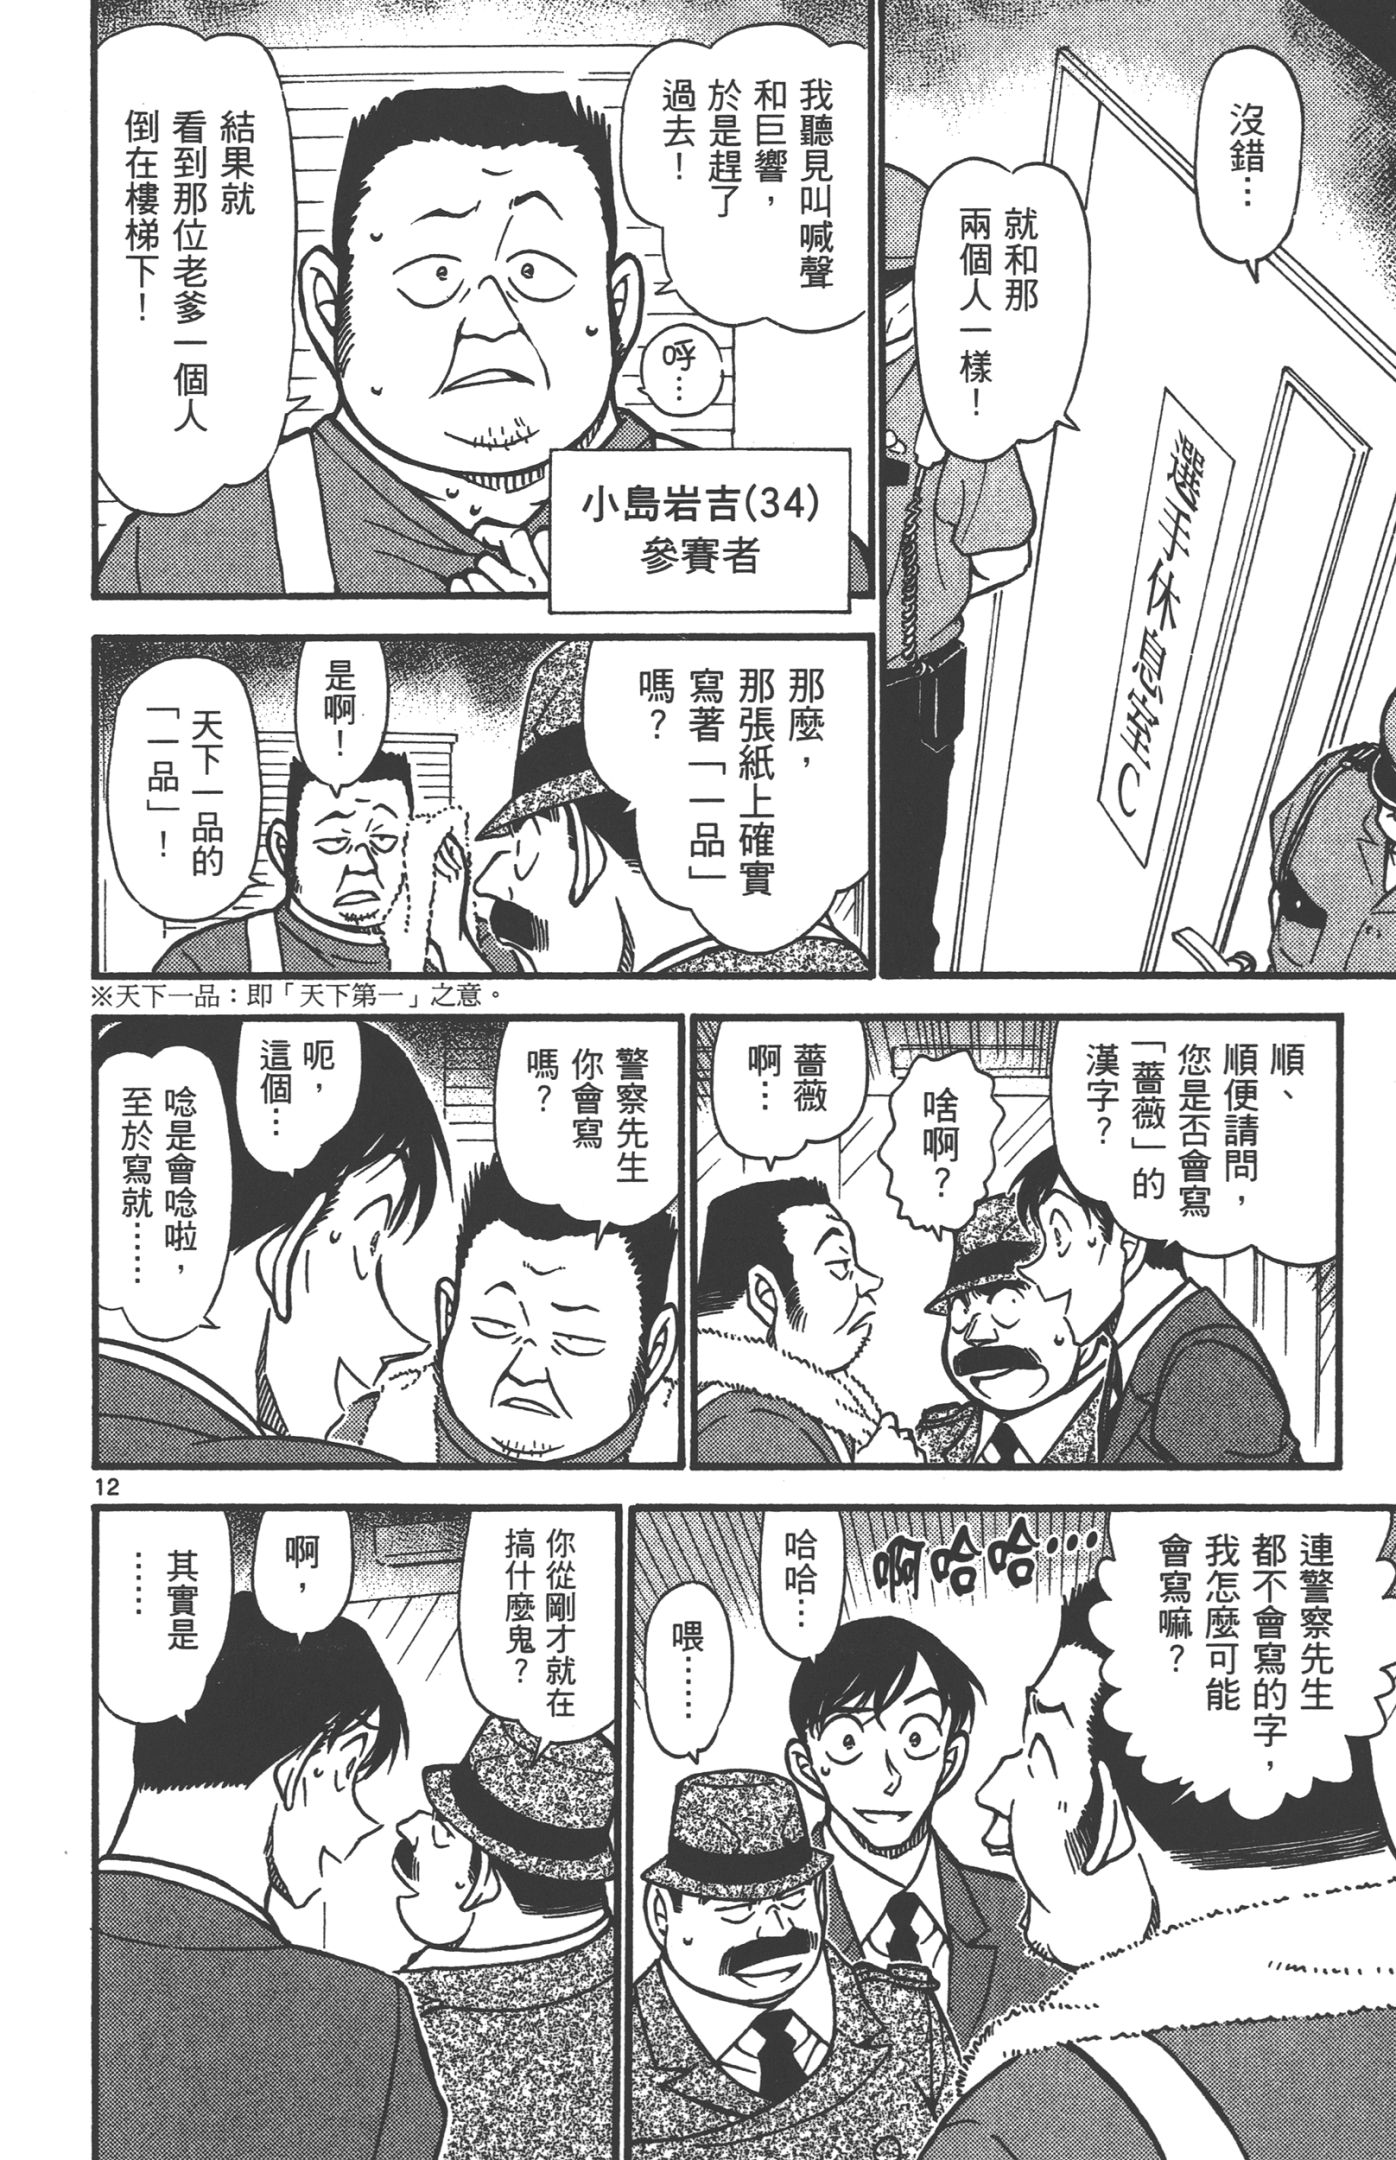 沒錯…
就和那
兩個人一樣！
選手休息室C
我聽見叫喊聲
和巨響，
於是趕了
過去！
呼…
結果就
看到那位老爹一個人
倒在樓梯下！
小島岩吉(34)
參賽者
那麼，
那張紙上確實
寫著「一品」
嗎？
是啊！
天下一品的
「一品」！
※天下一品：即「天下第一」之意。
順、
順便請問，
您是否會寫
「薔薇」的
漢字？
啥啊？
薔薇
啊…
警察先生
你會寫
嗎？
呃，
這個…
唸是會唸啦，
至於寫就……
12
連警察先生
都不會寫的字，
我怎麼可能
會寫嘛？
啊哈哈…
哈
哈…
喂……
你從剛才就在
搞什麼鬼？
啊，
其實是
……